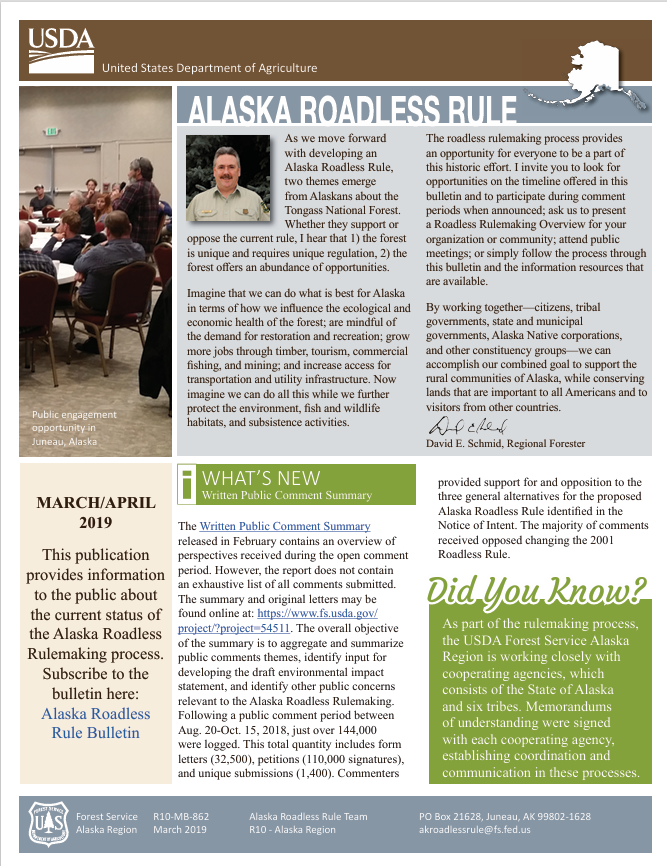 USDA
United States Department of Agriculture
ALASKA ROADLESS RULE
Public engagement
opportunity in
Juneau, Alaska
As we move forward
with developing an
Alaska Roadless Rule,
two themes emerge
from Alaskans about the
Tongass National Forest.
Whether they support or
oppose the current rule, I hear that 1) the forest
is unique and requires unique regulation, 2) the
forest offers an abundance of opportunities.
Imagine that we can do what is best for Alaska
in terms of how we influence the ecological and
economic health of the forest; are mindful of
the demand for restoration and recreation; grow
more jobs through timber, tourism, commercial
fishing, and mining; and increase access for
transportation and utility infrastructure. Now
imagine we can do all this while we further
protect the environment, fish and wildlife
habitats, and subsistence activities.
The roadless rulemaking process provides
an opportunity for everyone to be a part of
this historic effort. I invite you to look for
opportunities on the timeline offered in this
bulletin and to participate during comment
periods when announced; ask us to present
a Roadless Rulemaking Overview for your
organization or community; attend public
meetings; or simply follow the process through
this bulletin and the information resources that
are available.
By working together—citizens, tribal
governments, state and municipal
governments, Alaska Native corporations,
and other constituency groups—we can
accomplish our combined goal to support the
rural communities of Alaska, while conserving
lands that are important to all Americans and to
visitors from other countries.
David E. Schmid, Regional Forester
MARCH/APRIL
2019
This publication
provides information
to the public about
the current status of
the Alaska Roadless
Rulemaking process.
Subscribe to the
bulletin here:
Alaska Roadless
Rule Bulletin
i
WHAT'S NEW
Written Public Comment Summary
The Written Public Comment Summary
released in February contains an overview of
perspectives received during the open comment
period. However, the report does not contain
an exhaustive list of all comments submitted.
The summary and original letters may be
found online at: https://www.fs.usda.gov/
project/?project=54511. The overall objective
of the summary is to aggregate and summarize
public comments themes, identify input for
developing the draft environmental impact
statement, and identify other public concerns
relevant to the Alaska Roadless Rulemaking.
Following a public comment period between
Aug. 20-Oct. 15, 2018, just over 144,000
were logged. This total quantity includes form
letters (32,500), petitions (110,000 signatures),
and unique submissions (1,400). Commenters
provided support for and opposition to the
three general alternatives for the proposed
Alaska Roadless Rule identified in the
Notice of Intent. The majority of comments
received opposed changing the 2001
Roadless Rule.
Did You Know?
As part of the rulemaking process,
the USDA Forest Service Alaska
Region is working closely with
cooperating agencies, which
consists of the State of Alaska
and six tribes. Memorandums
of understanding were signed
with each cooperating agency,
establishing coordination and
communication in these processes.
FOREST SERVICE
U S
Forest Service
Alaska Region
R10-MB-862
March 2019
Alaska Roadless Rule Team
R10 - Alaska Region
PO Box 21628, Juneau, AK 99802-1628
akroadlessrule@fs.fed.us